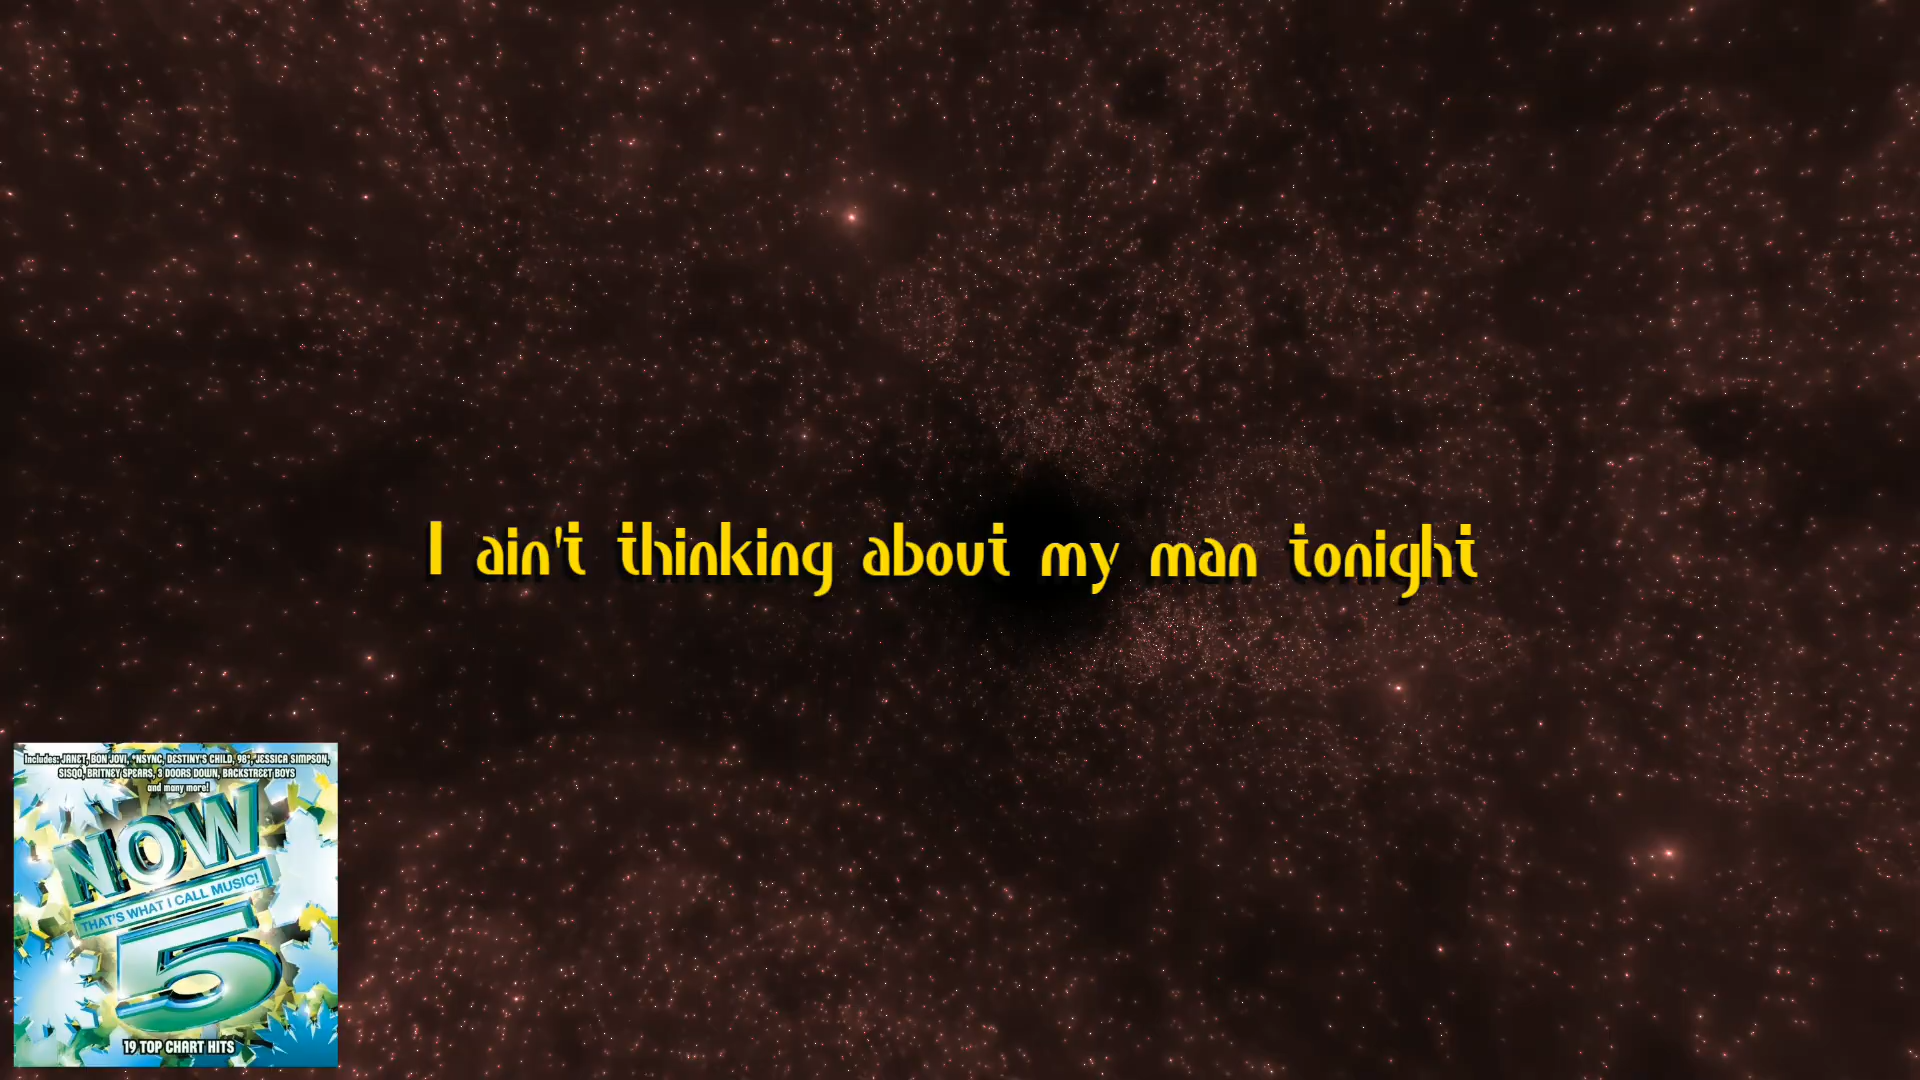 I ain't thinking about my man tonight
Includes: JANET, BON JOVI, *NSYNC, DESTINY'S CHILD, 98°, JESSICA SIMPSON,
SISQO, BRITNEY SPEARS, 3 DOORS DOWN, BACKSTREET BOYS
and many more!
NOW
THAT'S WHAT I CALL MUSIC!
5
19 TOP CHART HITS